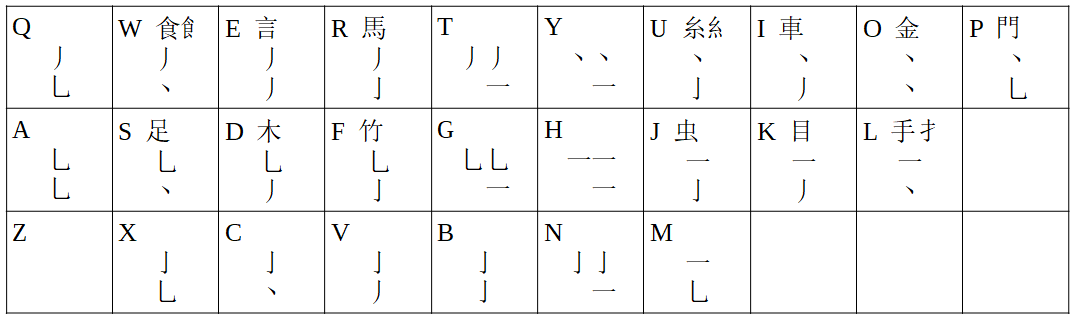 Q W 食飠 E 言 R 馬 T Y U 糸糹 I 車 O 金 P 門
丿 丿 丿 丿 丿丿 丶丶 丶 丶 丶 丶
乚 丶 丿 亅 一 一 亅 丿 丶 乚
A S 足 D 木 F 竹 G H J 虫 K 目 L 手扌
乚 乚 乚 乚 乚乚 一一 一 一 一
乚 丶 丿 亅 一 一 亅 丿 丶
Z X C V B N M
亅 亅 亅 亅 亅亅 一
乚 丶 丿 亅 一 乚